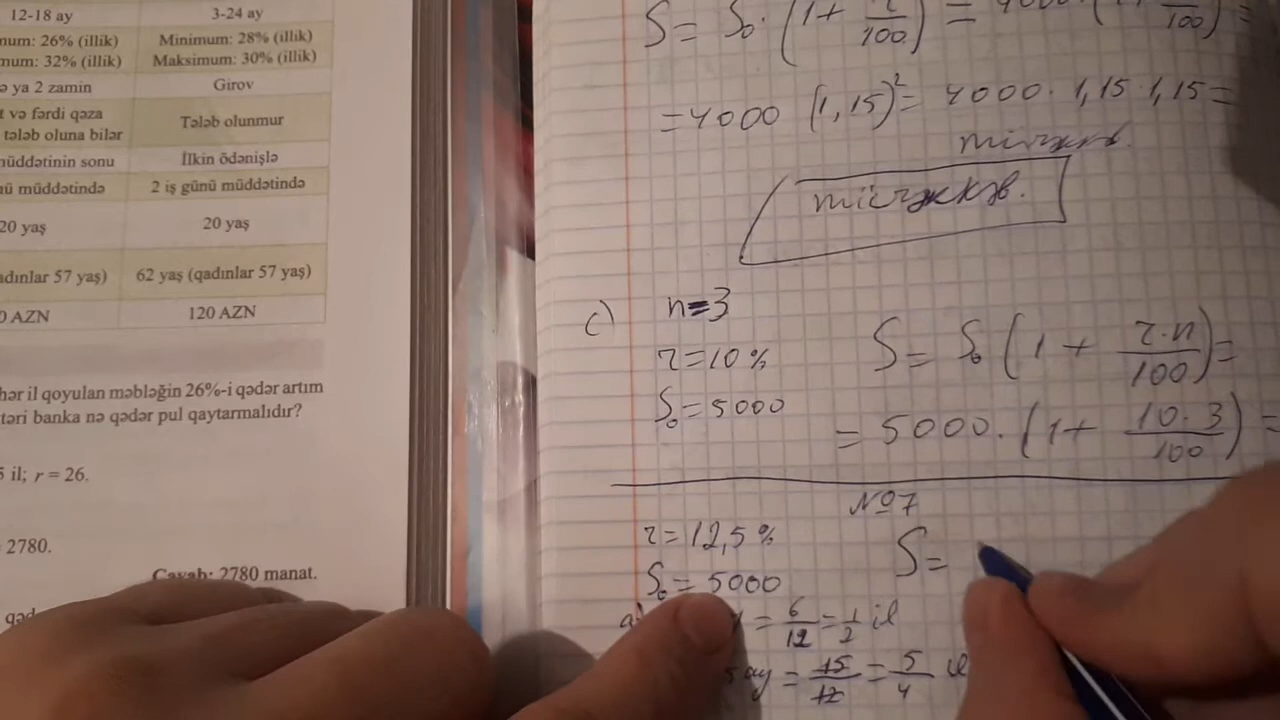 12-18 ay 3-24 ay
num: 26% (illik) Minimum: 28% (illik)
mum: 32% (illik) Maksimum: 30% (illik)
ə ya 2 zamin Girov
t və fərdi qəza
tələb oluna bilər Tələb olunmur
nüddətinin sonu İlkin ödənişlə
nü müddətində 2 iş günü müddətində
20 yaş 20 yaş
adınlar 57 yaş) 62 yaş (qadınlar 57 yaş)
0 AZN 120 AZN
hər il qoyulan məbləğin 26%-i qədər artım
təri banka nə qədər pul qaytarmalıdır?
5 il; r = 26.
2780.
Cavab: 2780 manat.
qəd
S = S₀ · (1 + r/100) = 4000 · (
100) =
= 4000 (1,15)² = 4000 · 1,15 · 1,15 =
c) n = 3
r = 10 %
S₀ = 5000
S = S₀ (1 + r·n/100) =
= 5000 · (1 + 10·3/100) =
№7
r = 12,5 %
S₀ = 5000
S =
a) = 6/12 = 1/2 il
5 ay = 15/12 = 5/4 il